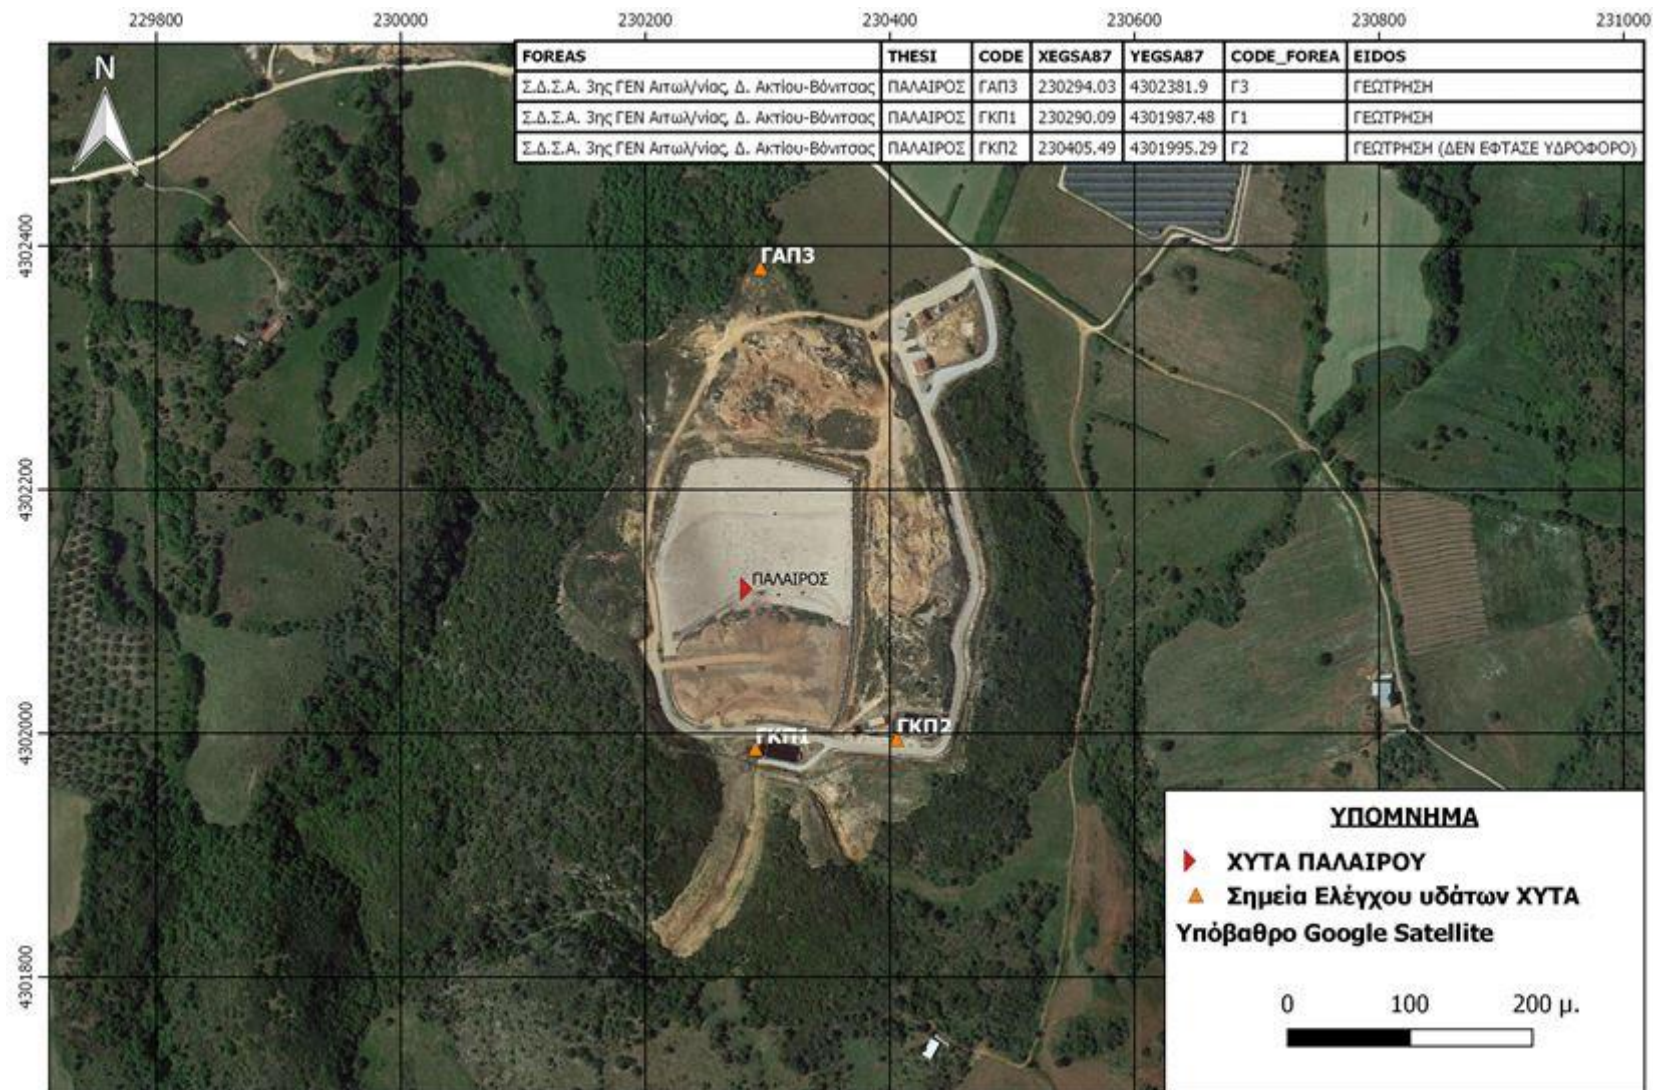 229800 230000 230200 230400 230600 230800 231000
N
FOREAS THESI CODE XEGSA87 YEGSA87 CODE_FOREA EIDOS
Σ.Δ.Σ.Α. 3ης ΓΕΝ Αιτωλ/νίας, Δ. Ακτίου-Βόνιτσας ΠΑΛΑΙΡΟΣ ΓΑΠ3 230294.03 4302381.9 Γ3 ΓΕΩΤΡΗΣΗ
Σ.Δ.Σ.Α. 3ης ΓΕΝ Αιτωλ/νίας, Δ. Ακτίου-Βόνιτσας ΠΑΛΑΙΡΟΣ ΓΚΠ1 230290.09 4301987.48 Γ1 ΓΕΩΤΡΗΣΗ
Σ.Δ.Σ.Α. 3ης ΓΕΝ Αιτωλ/νίας, Δ. Ακτίου-Βόνιτσας ΠΑΛΑΙΡΟΣ ΓΚΠ2 230405.49 4301995.29 Γ2 ΓΕΩΤΡΗΣΗ (ΔΕΝ ΕΦΤΑΣΕ ΥΔΡΟΦΟΡΟ)
4302400
ΓΑΠ3
4302200
ΠΑΛΑΙΡΟΣ
4302000
ΓΚΠ2
ΓΚΠ1
4301800
ΥΠΟΜΝΗΜΑ
ΧΥΤΑ ΠΑΛΑΙΡΟΥ
Σημεία Ελέγχου υδάτων ΧΥΤΑ
Υπόβαθρο Google Satellite
0 100 200 μ.